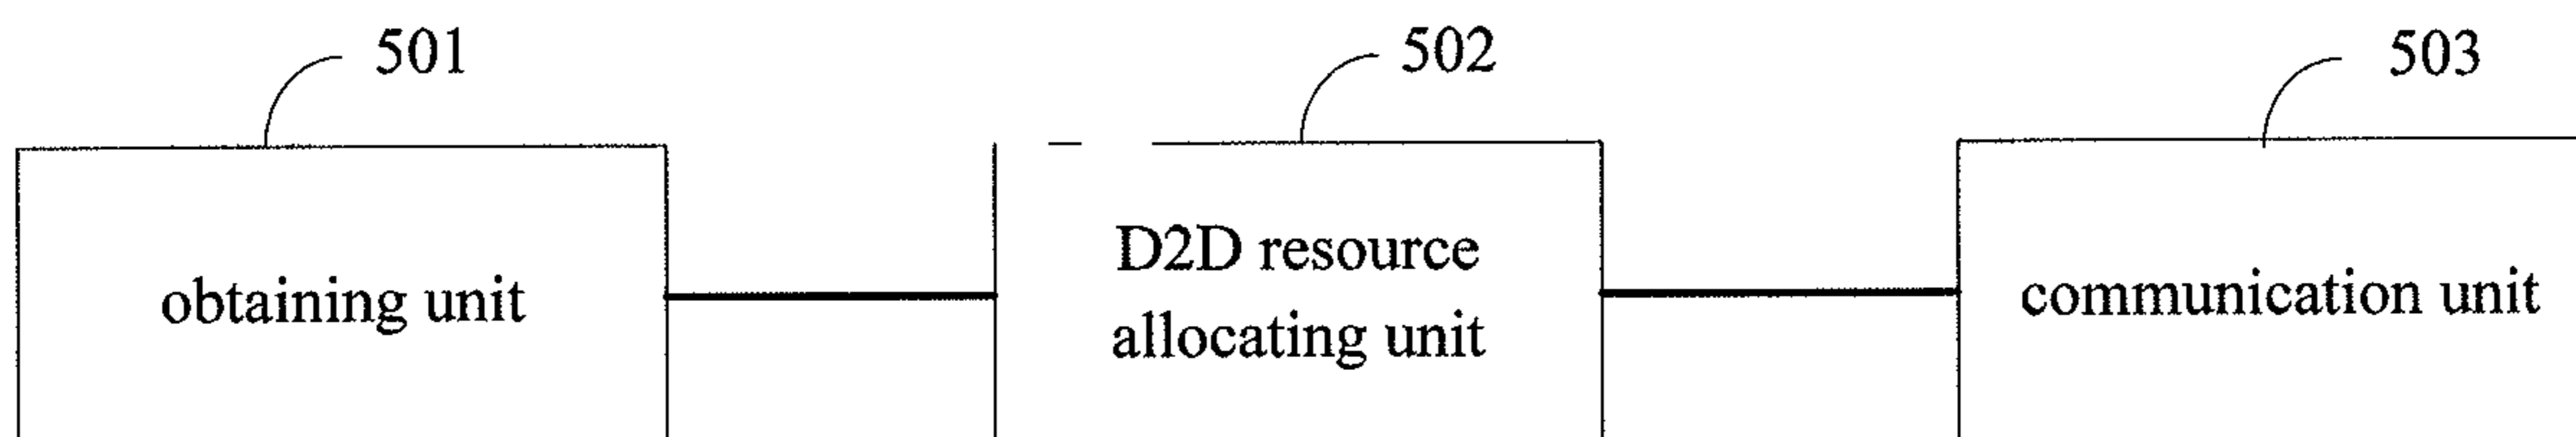 501
502
503
obtaining unit
D2D resource
allocating unit
communication unit